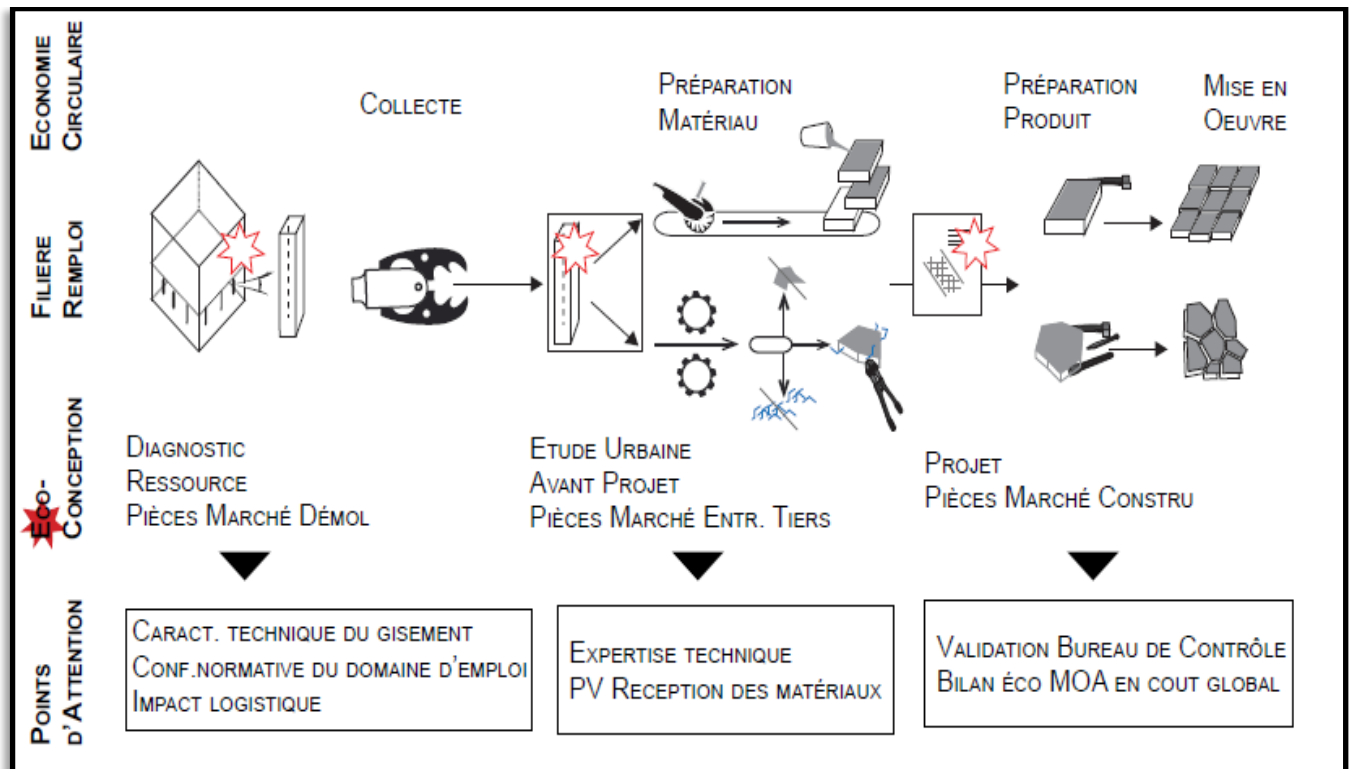 ECONOMIE
CIRCULAIRE
COLLECTE
PRÉPARATION
MATÉRIAU
PRÉPARATION
PRODUIT
MISE EN
OEUVRE
FILIERE
REMPLOI
ECO-
CONCEPTION
DIAGNOSTIC
RESSOURCE
PIÈCES MARCHÉ DÉMOL
ETUDE URBAINE
AVANT PROJET
PIÈCES MARCHÉ ENTR. TIERS
PROJET
PIÈCES MARCHÉ CONSTRU
POINTS
D'ATTENTION
CARACT. TECHNIQUE DU GISEMENT
CONF.NORMATIVE DU DOMAINE D'EMPLOI
IMPACT LOGISTIQUE
EXPERTISE TECHNIQUE
PV RECEPTION DES MATÉRIAUX
VALIDATION BUREAU DE CONTRÔLE
BILAN ÉCO MOA EN COUT GLOBAL